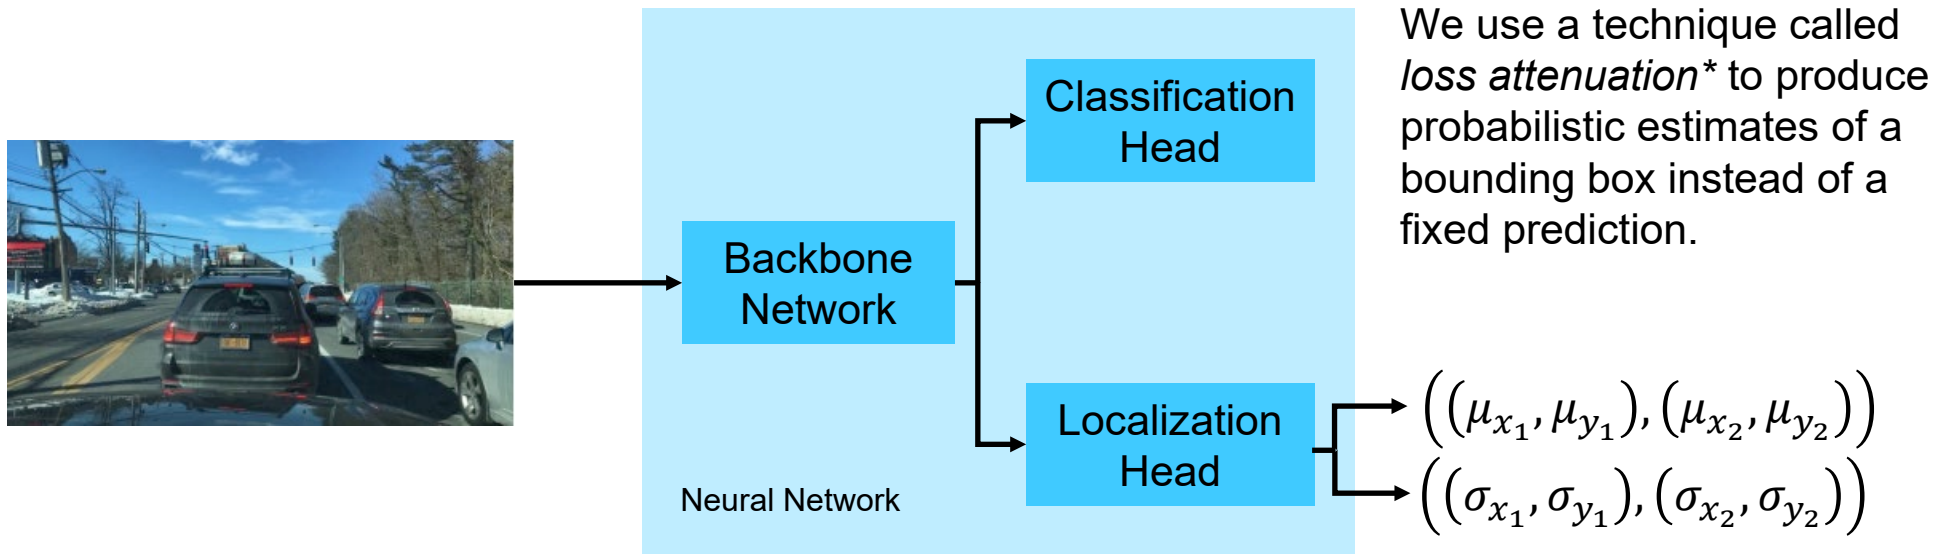 We use a technique called
loss attenuation* to produce
probabilistic estimates of a
bounding box instead of a
fixed prediction.
Classification
Head
Backbone
Network
Localization
Head
Neural Network
((μx₁, μy₁), (μx₂, μy₂))
((σx₁, σy₁), (σx₂, σy₂))